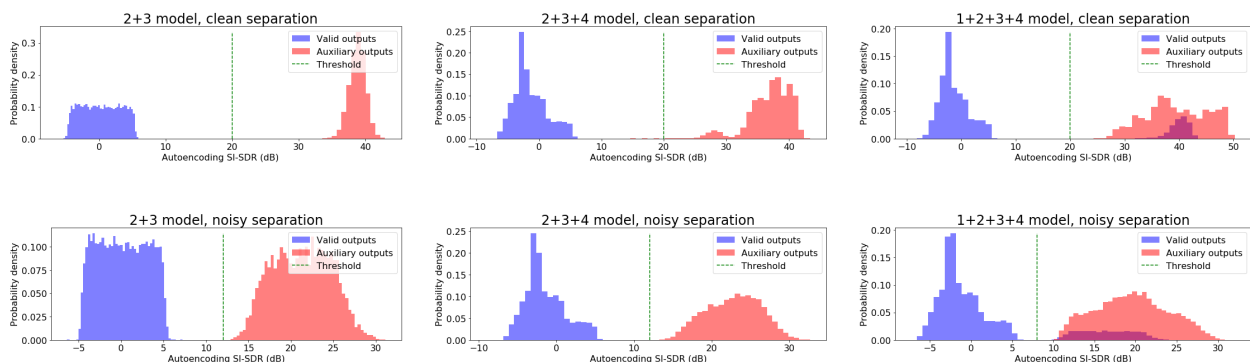 2+3 model, clean separation
Probability density
0.3
0.2
0.1
0.0
0
10
20
30
40
Autoencoding SI-SDR (dB)
Valid outputs
Auxiliary outputs
Threshold
2+3+4 model, clean separation
Probability density
0.25
0.20
0.15
0.10
0.05
0.00
−10
0
10
20
30
40
Autoencoding SI-SDR (dB)
Valid outputs
Auxiliary outputs
Threshold
1+2+3+4 model, clean separation
Probability density
0.20
0.15
0.10
0.05
0.00
−10
0
10
20
30
40
50
Autoencoding SI-SDR (dB)
Valid outputs
Auxiliary outputs
Threshold
2+3 model, noisy separation
Probability density
0.100
0.075
0.050
0.025
0.000
−5
0
5
10
15
20
25
30
Autoencoding SI-SDR (dB)
Valid outputs
Auxiliary outputs
Threshold
2+3+4 model, noisy separation
Probability density
0.25
0.20
0.15
0.10
0.05
0.00
−10
0
10
20
30
Autoencoding SI-SDR (dB)
Valid outputs
Auxiliary outputs
Threshold
1+2+3+4 model, noisy separation
Probability density
0.20
0.15
0.10
0.05
0.00
−5
0
5
10
15
20
25
30
Autoencoding SI-SDR (dB)
Valid outputs
Auxiliary outputs
Threshold